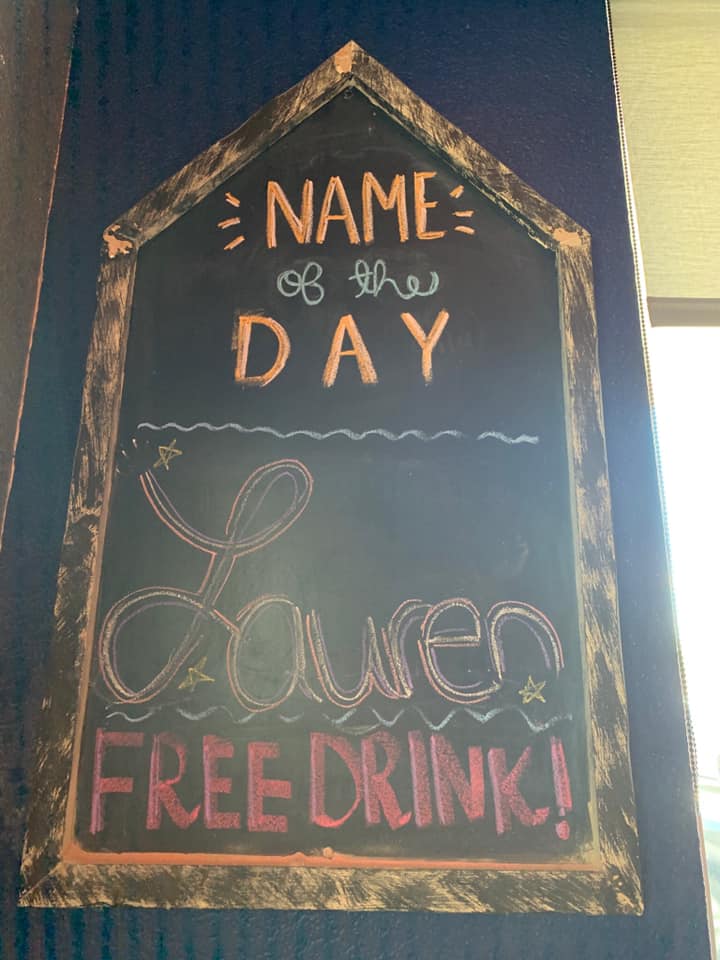 NAME
of the
DAY
Lauren
FREE DRINK!